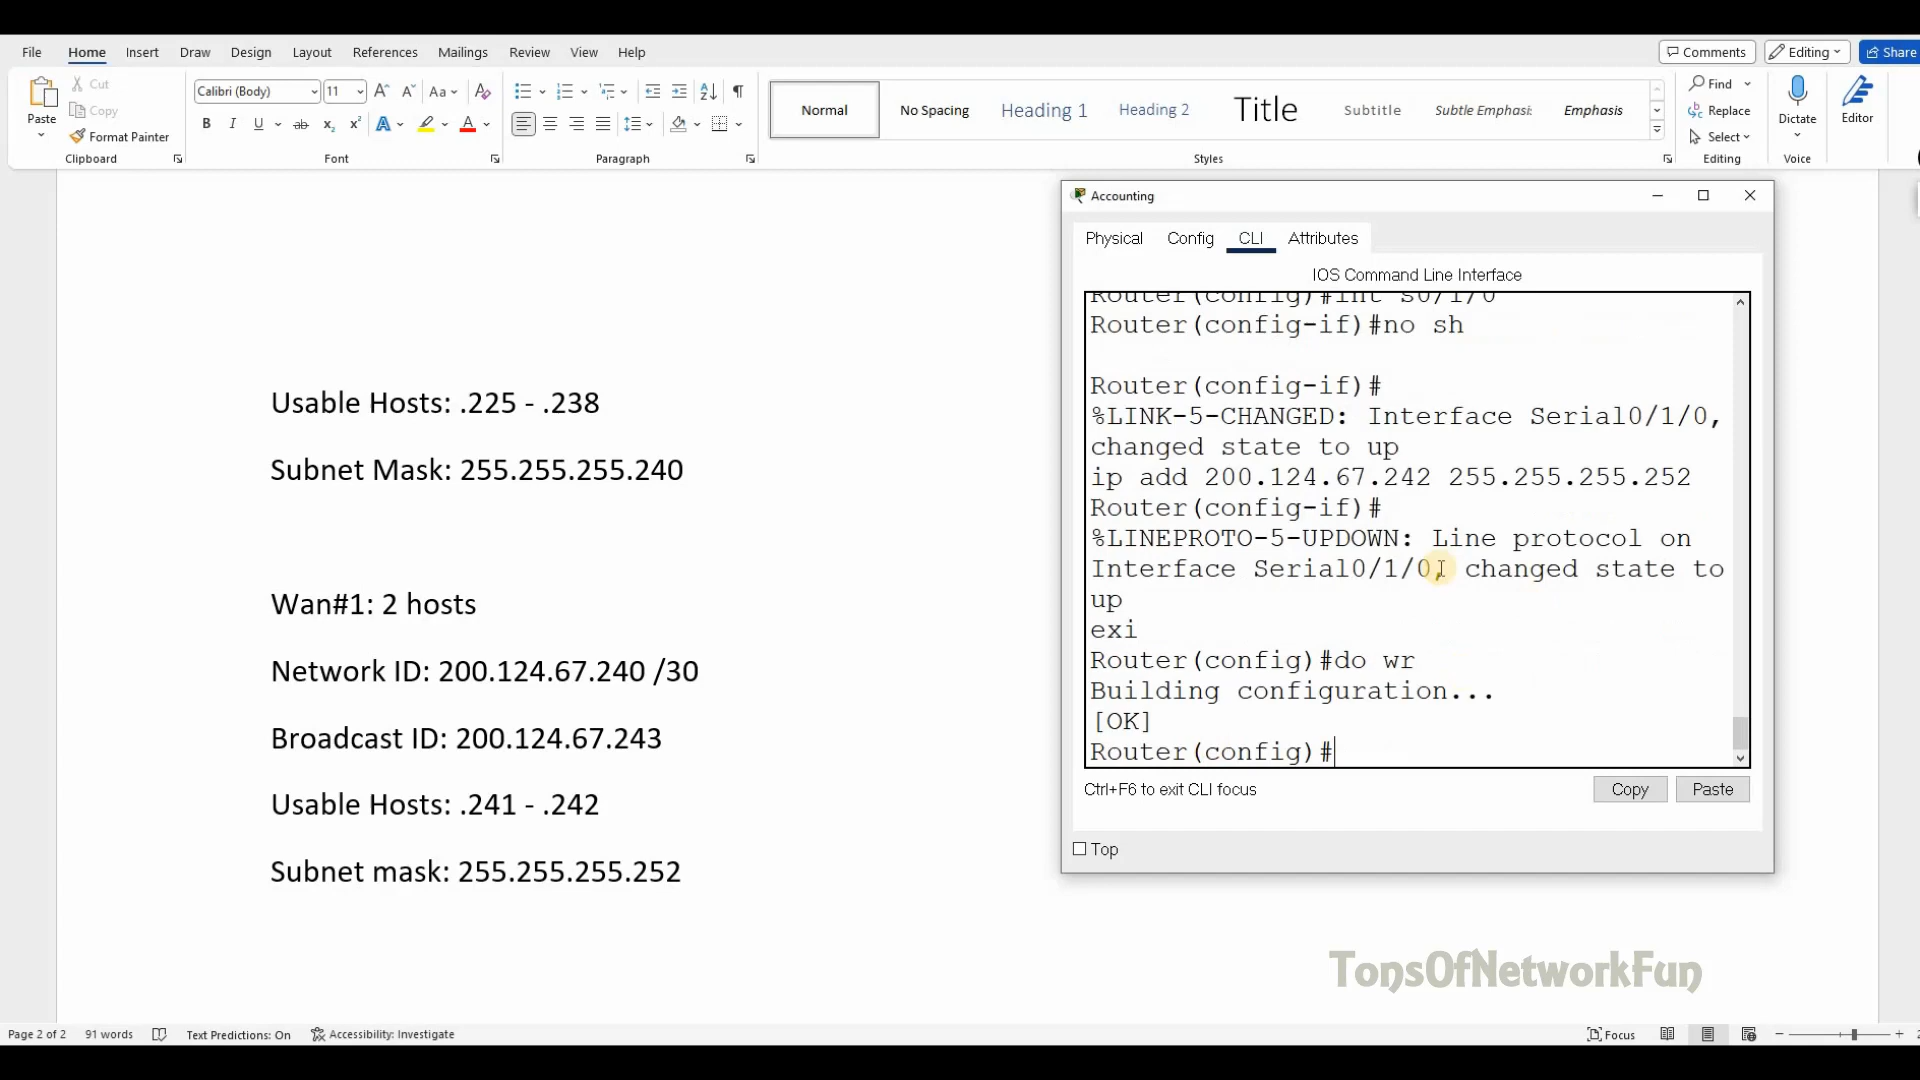 File Home Insert Draw Design Layout References Mailings Review View Help Comments Editing Share
Paste Cut Copy Format Painter
Calibri (Body) 11
Normal No Spacing Heading 1 Heading 2 Title Subtitle Subtle Emphasis Emphasis
Find Replace Select Dictate Editor
Clipboard Font Paragraph Styles Editing Voice
Usable Hosts: .225 - .238
Subnet Mask: 255.255.255.240
Wan#1: 2 hosts
Network ID: 200.124.67.240 /30
Broadcast ID: 200.124.67.243
Usable Hosts: .241 - .242
Subnet mask: 255.255.255.252
Accounting
Physical Config CLI Attributes
IOS Command Line Interface
Router(config)#int s0/1/0
Router(config-if)#no sh
Router(config-if)#
%LINK-5-CHANGED: Interface Serial0/1/0,
changed state to up
ip add 200.124.67.242 255.255.255.252
Router(config-if)#
%LINEPROTO-5-UPDOWN: Line protocol on
Interface Serial0/1/0, changed state to
up
exi
Router(config)#do wr
Building configuration...
[OK]
Router(config)#
Ctrl+F6 to exit CLI focus
Copy Paste
Top
TonsOfNetworkFun
Page 2 of 2 91 words Text Predictions: On Accessibility: Investigate Focus